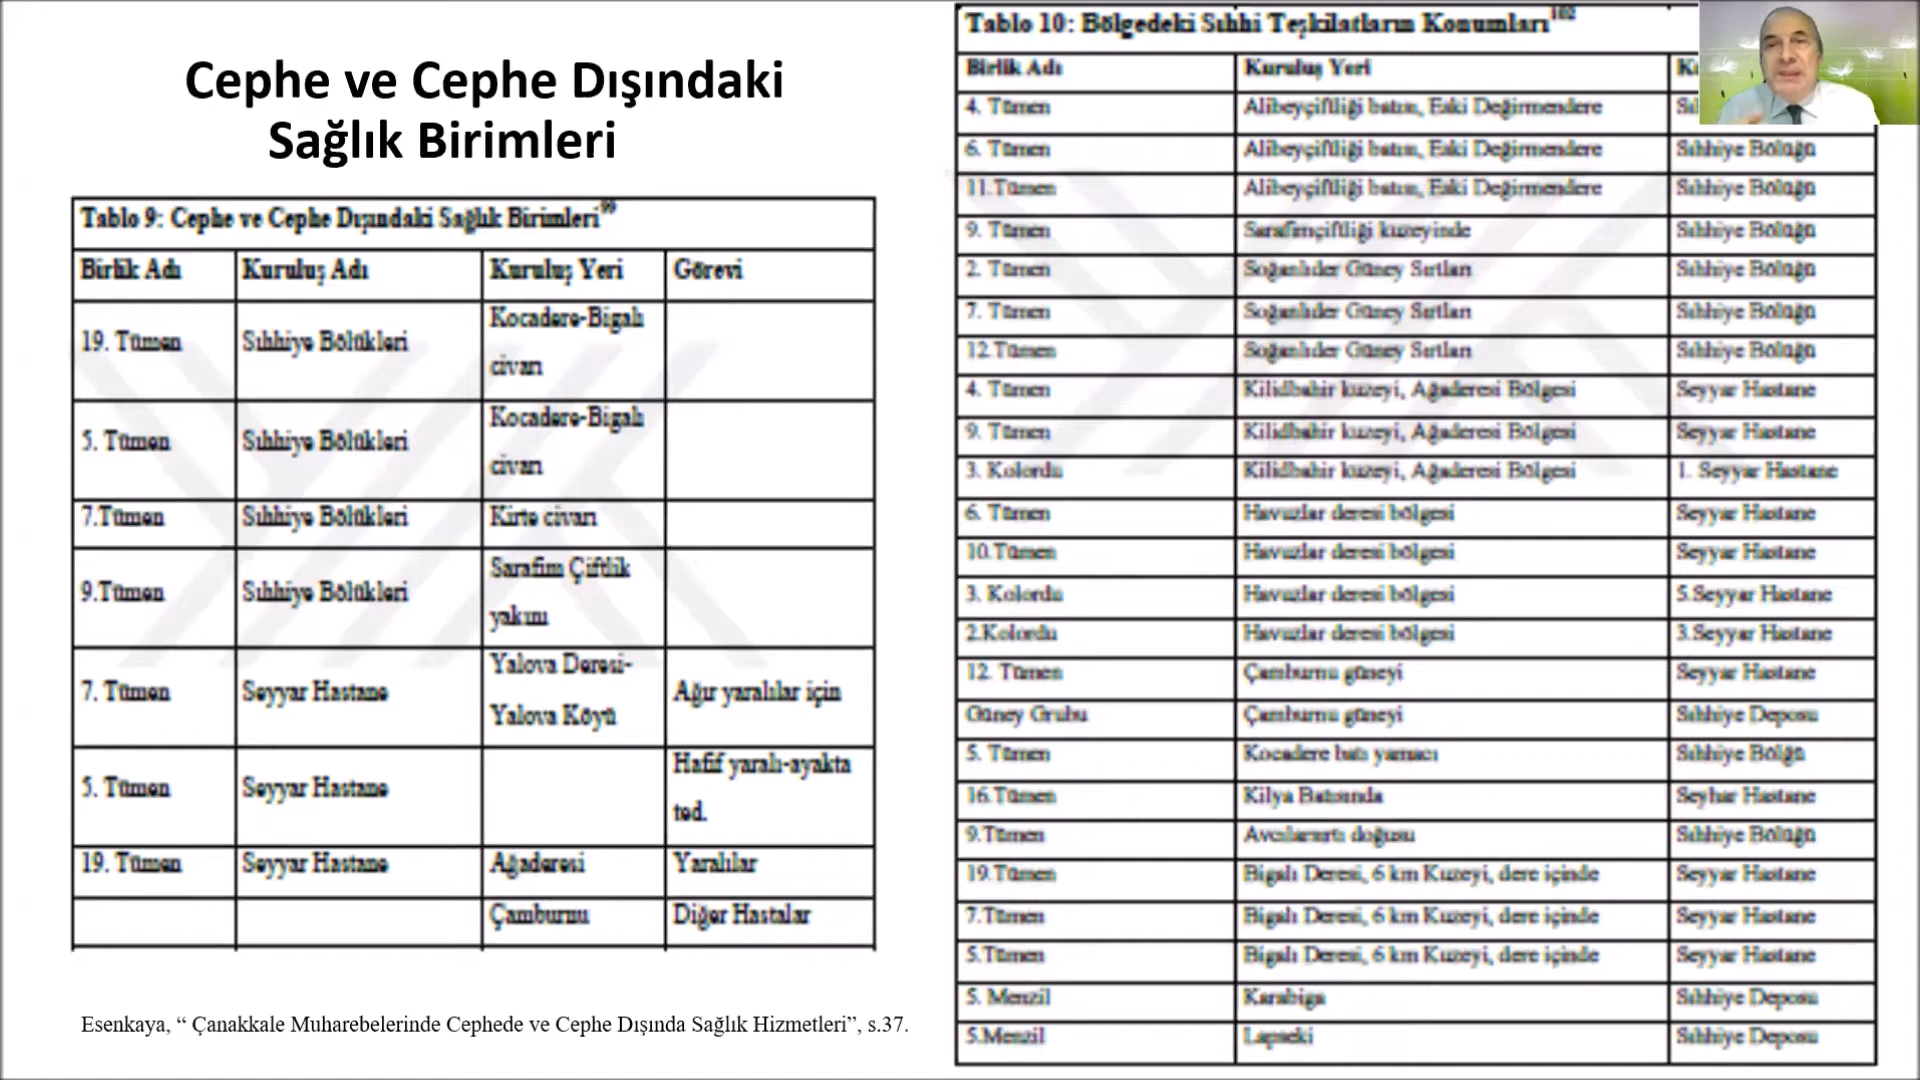 Cephe ve Cephe Dışındaki
Sağlık Birimleri
Tablo 9: Cephe ve Cephe Dışındaki Sağlık Birimleri99
Birlik Adı Kuruluş Adı Kuruluş Yeri Görevi
19. Tümen Sıhhiye Bölükleri Kocadere-Bigalı civarı
5. Tümen Sıhhiye Bölükleri Kocadere-Bigalı civarı
7.Tümen Sıhhiye Bölükleri Kirte civarı
9.Tümen Sıhhiye Bölükleri Sarafim Çiftlik yakını
7. Tümen Seyyar Hastane Yalova Deresi-Yalova Köyü Ağır yaralılar için
5. Tümen Seyyar Hastane Hafif yaralı-ayakta ted.
19. Tümen Seyyar Hastane Ağaderesi Yaralılar
Çamburnu Diğer Hastalar
Esenkaya, “ Çanakkale Muharebelerinde Cephede ve Cephe Dışında Sağlık Hizmetleri”, s.37.
Tablo 10: Bölgedeki Sıhhi Teşkilatların Konumları102
Birlik Adı Kuruluş Yeri
4. Tümen Alibeyçiftliği batısı, Eski Değirmendere
6. Tümen Alibeyçiftliği batısı, Eski Değirmendere Sıhhiye Bölüğü
11.Tümen Alibeyçiftliği batısı, Eski Değirmendere Sıhhiye Bölüğü
9. Tümen Sarafimçiftliği kuzeyinde Sıhhiye Bölüğü
2. Tümen Soğanlıder Güney Sırtları Sıhhiye Bölüğü
7. Tümen Soğanlıder Güney Sırtları Sıhhiye Bölüğü
12.Tümen Soğanlıder Güney Sırtları Sıhhiye Bölüğü
4. Tümen Kilidbahir kuzeyi, Ağaderesi Bölgesi Seyyar Hastane
9. Tümen Kilidbahir kuzeyi, Ağaderesi Bölgesi Seyyar Hastane
3. Kolordu Kilidbahir kuzeyi, Ağaderesi Bölgesi 1. Seyyar Hastane
6. Tümen Havuzlar deresi bölgesi Seyyar Hastane
10.Tümen Havuzlar deresi bölgesi Seyyar Hastane
3. Kolordu Havuzlar deresi bölgesi 5.Seyyar Hastane
2.Kolordu Havuzlar deresi bölgesi 3.Seyyar Hastane
12. Tümen Çamburnu güneyi Seyyar Hastane
Güney Grubu Çamburnu güneyi Sıhhiye Deposu
5. Tümen Kocadere batı yamacı Sıhhiye Bölğü
16.Tümen Kilya Batısında Seyhar Hastane
9.Tümen Avcılarsırtı doğusu Sıhhiye Bölüğü
19.Tümen Bigalı Deresi, 6 km Kuzeyi, dere içinde Seyyar Hastane
7.Tümen Bigalı Deresi, 6 km Kuzeyi, dere içinde Seyyar Hastane
5.Tümen Bigalı Deresi, 6 km Kuzeyi, dere içinde Seyyar Hastane
5. Menzil Karabiga Sıhhiye Deposu
5.Menzil Lapseki Sıhhiye Deposu